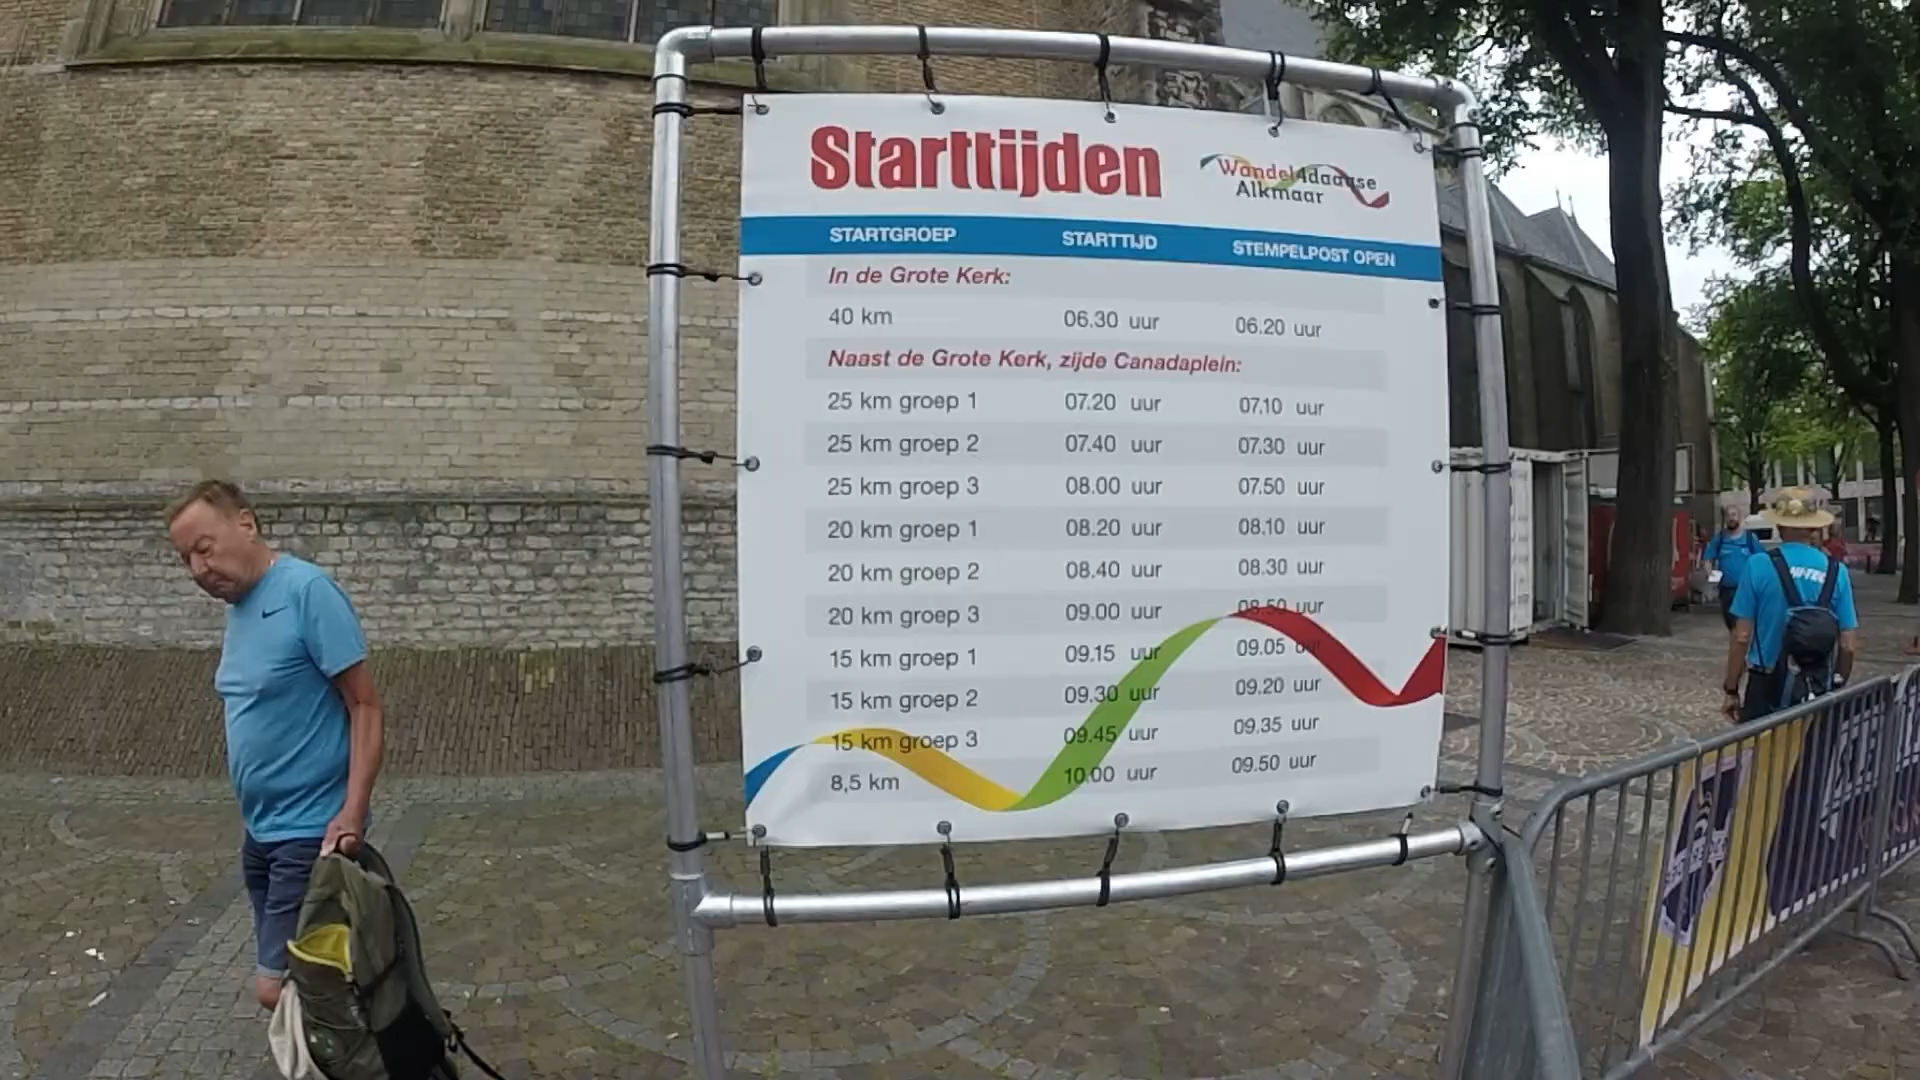 Starttijden
Wandel4daagse
Alkmaar
STARTGROEP STARTTIJD STEMPELPOST OPEN
In de Grote Kerk:
40 km 06.30 uur 06.20 uur
Naast de Grote Kerk, zijde Canadaplein:
25 km groep 1 07.20 uur 07.10 uur
25 km groep 2 07.40 uur 07.30 uur
25 km groep 3 08.00 uur 07.50 uur
20 km groep 1 08.20 uur 08.10 uur
20 km groep 2 08.40 uur 08.30 uur
20 km groep 3 09.00 uur 08.50 uur
15 km groep 1 09.15 uur 09.05 uur
15 km groep 2 09.30 uur 09.20 uur
15 km groep 3 09.45 uur 09.35 uur
8,5 km 10.00 uur 09.50 uur
HI-TEC